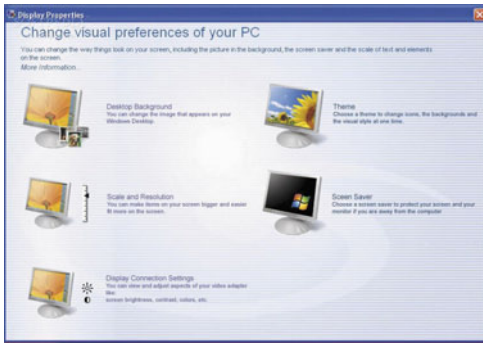 Display Properties
Change visual preferences of your PC
You can change the way things look on your screen, including the picture in the background, the screen saver and the scale of text and elements
on the screen.
More Information...
Desktop Background
You can change the image that appears on your
Windows Desktop.
Theme
Choose a theme to change icons, the backgrounds and
the visual style at one time.
Scale and Resolution
You can make items on your screen bigger and easier
fit more on the screen.
Sceen Saver
Choose a screen saver to protect your screen and your
monitor if you are away from the computer
Display Connection Settings
You can view and adjust aspects of your video adapter
like:
screen brightness, contrast, colors, etc.